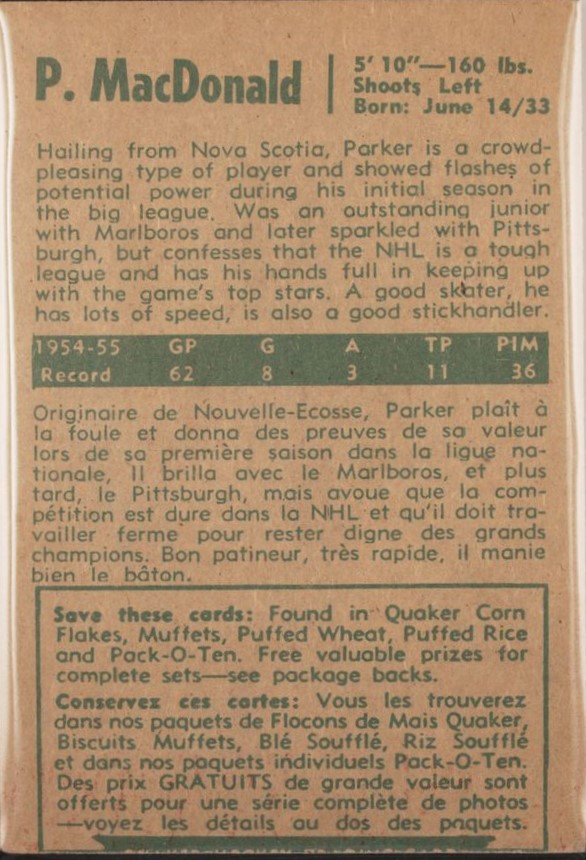 P. MacDonald
5' 10"—160 lbs.
Shoots Left
Born: June 14/33
Hailing from Nova Scotia, Parker is a crowd-
pleasing type of player and showed flashes of
potential power during his initial season in
the big league. Was an outstanding junior
with Marlboros and later sparkled with Pitts-
burgh, but confesses that the NHL is a tough
league and has his hands full in keeping up
with the game's top stars. A good skater, he
has lots of speed, is also a good stickhandler.
1954-55 GP G A TP PIM
Record 62 8 3 11 36
Originaire de Nouvelle-Ecosse, Parker plaît à
la foule et donna des preuves de sa valeur
lors de sa première saison dans la ligue na-
tionale, Il brilla avec le Marlboros, et plus
tard, le Pittsburgh, mais avoue que la com-
pétition est dure dans la NHL et qu'il doit tra-
vailler ferme pour rester digne des grands
champions. Bon patineur, très rapide, il manie
bien le bâton.
Save these cards: Found in Quaker Corn
Flakes, Muffets, Puffed Wheat, Puffed Rice
and Pack-O-Ten. Free valuable prizes for
complete sets—see package backs.
Conservez ces cartes: Vous les trouverez
dans nos paquets de Flocons de Mais Quaker,
Biscuits Muffets, Blé Soufflé, Riz Soufflé
et dans nos paquets individuels Pack-O-Ten.
Des prix GRATUITS de grande valeur sont
offerts pour une série complète de photos
—voyez les détails au dos des paquets.